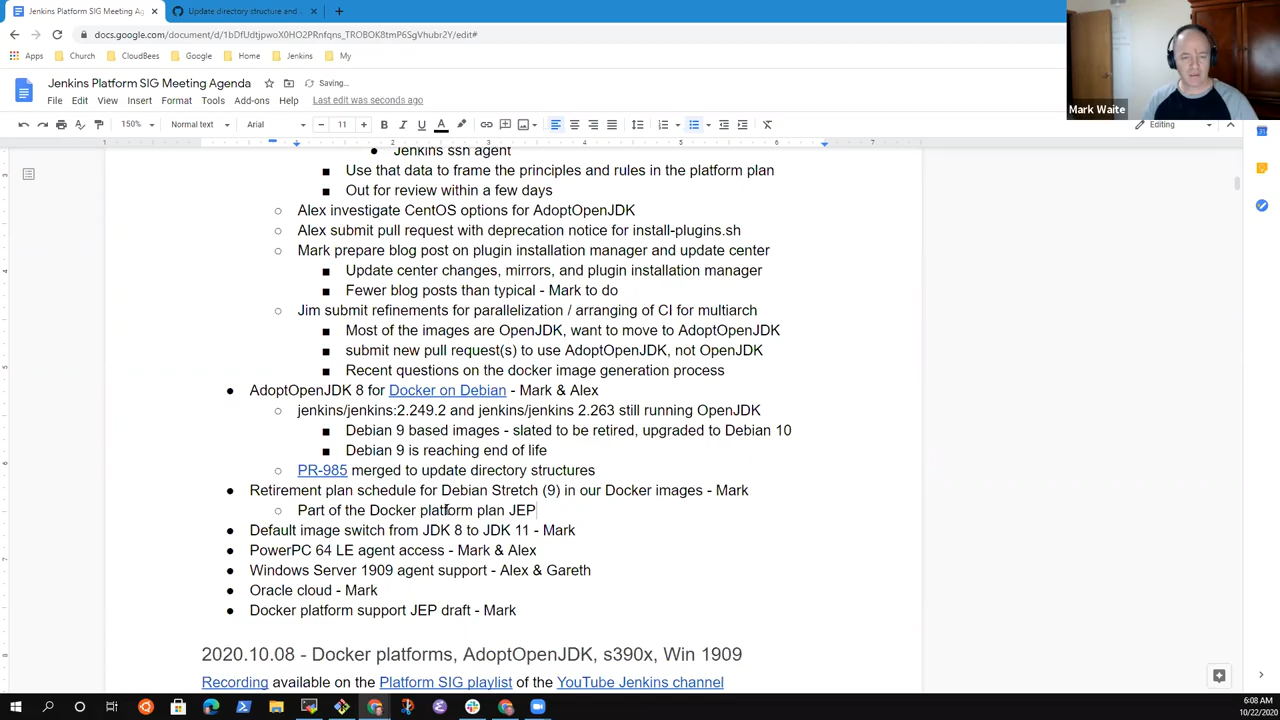 Jenkins Platform SIG Meeting Ag
Update directory structure and
docs.google.com/document/d/1bDfUdtjpwoX0HO2PRnfqns_TROBOK8tmP6SgVhubr2Y/edit#
Apps
Church
CloudBees
Google
Home
Jenkins
My
Mark Waite
Jenkins Platform SIG Meeting Agenda
Saving...
File Edit View Insert Format Tools Add-ons Help Last edit was seconds ago
150% Normal text Arial 11 B I U A Editing
1 1 2 3 4 5 6 7
Jenkins ssh agent
Use that data to frame the principles and rules in the platform plan
Out for review within a few days
Alex investigate CentOS options for AdoptOpenJDK
Alex submit pull request with deprecation notice for install-plugins.sh
Mark prepare blog post on plugin installation manager and update center
Update center changes, mirrors, and plugin installation manager
Fewer blog posts than typical - Mark to do
Jim submit refinements for parallelization / arranging of CI for multiarch
Most of the images are OpenJDK, want to move to AdoptOpenJDK
submit new pull request(s) to use AdoptOpenJDK, not OpenJDK
Recent questions on the docker image generation process
AdoptOpenJDK 8 for Docker on Debian - Mark & Alex
jenkins/jenkins:2.249.2 and jenkins/jenkins 2.263 still running OpenJDK
Debian 9 based images - slated to be retired, upgraded to Debian 10
Debian 9 is reaching end of life
PR-985 merged to update directory structures
Retirement plan schedule for Debian Stretch (9) in our Docker images - Mark
Part of the Docker platform plan JEP
Default image switch from JDK 8 to JDK 11 - Mark
PowerPC 64 LE agent access - Mark & Alex
Windows Server 1909 agent support - Alex & Gareth
Oracle cloud - Mark
Docker platform support JEP draft - Mark
2020.10.08 - Docker platforms, AdoptOpenJDK, s390x, Win 1909
Recording available on the Platform SIG playlist of the YouTube Jenkins channel
6:08 AM
10/22/2020